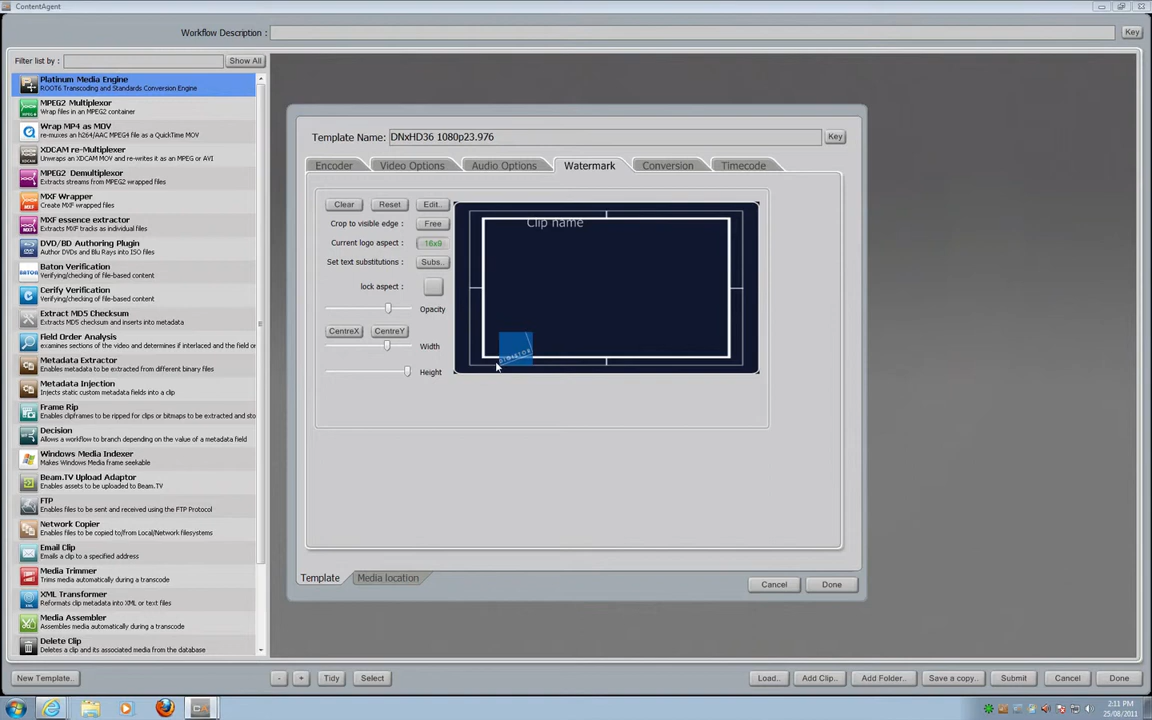 ContentAgent
Workflow Description :
Key
Filter list by :
Show All
Platinum Media Engine
ROOT6 Transcoding and Standards Conversion Engine
MPEG2 Multiplexor
Wrap files in an MPEG2 container
Wrap MP4 as MOV
re-muxes an h264/AAC MPEG4 file as a QuickTime MOV
XDCAM re-Multiplexor
Unwraps an XDCAM MOV and re-writes it as an MPEG or AVI
MPEG2 Demultiplexor
Extracts streams from MPEG2 wrapped files
MXF Wrapper
Create MXF wrapped files
MXF essence extractor
Extracts MXF tracks as individual files
DVD/BD Authoring Plugin
Author DVDs and Blu Rays into ISO files
Baton Verification
Verifying/checking of file-based media
Cerify Verification
Verifying/checking of file-based media
Extract MD5 Checksum
Extracts MD5 checksum and inserts into metadata
Field Order Analysis
examines sections of the video and determines if interlaced and the field or
Metadata Extractor
Enables metadata to be extracted from different binary files
Metadata Injection
Injects static custom metadata fields into a clip
Frame Rip
Enables clipframes to be ripped for clips or bitmaps to be extracted and sto
Decision
Allows a workflow to branch depending on the value of a metadata field
Windows Media Indexer
Makes Windows Media frame seekable
Beam.TV Upload Adaptor
Enables assets to be uploaded to Beam.TV
FTP
Enables files to be sent and received using the FTP Protocol
Network Copier
Enables files to be copied to/from Local/Network filesystems
Email Clip
Emails a clip to a specified address
Media Trimmer
Trims media automatically during a transcode
XML Transformer
Reformats clip metadata into XML or text files
Media Assembler
Assembles media automatically during a workflow
Delete Clip
Deletes a clip and its associated media from the database
Template Name :
DNxHD36 1080p23.976
Key
Encoder
Video Options
Audio Options
Watermark
Conversion
Timecode
Clear
Reset
Edit..
Crop to visible edge :
Free
Current logo aspect :
16x9
Set text substitutions :
Subs..
lock aspect :
Opacity
CentreX
CentreY
Width
Height
Clip name
Template
Media location
Cancel
Done
New Template..
-
+
Tidy
Select
Load..
Add Clip..
Add Folder..
Save a copy..
Submit
Cancel
Done
2:11 PM
25/08/2011